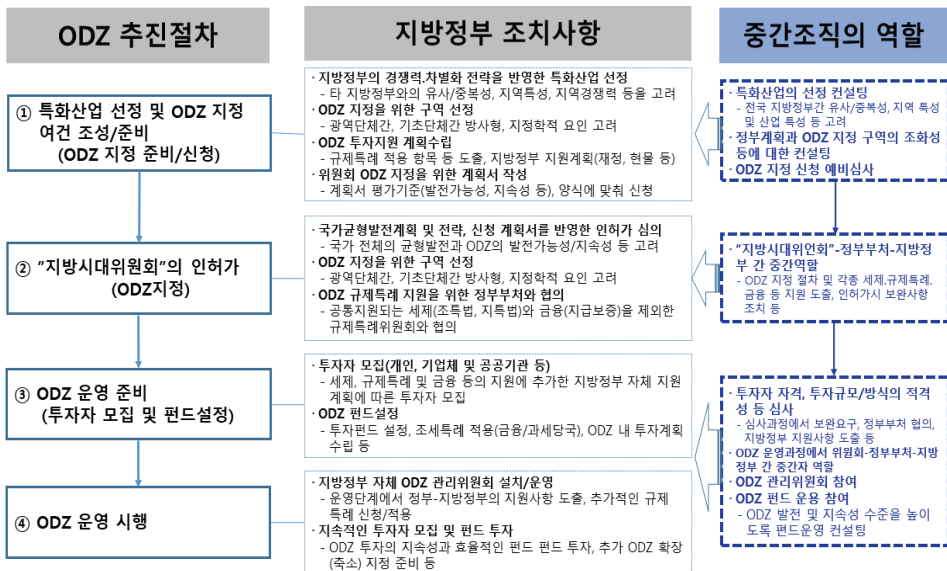 ODZ 추진절차
지방정부 조치사항
중간조직의 역할
① 특화산업 선정 및 ODZ 지정
여건 조성/준비
(ODZ 지정 준비/신청)
· 지방정부의 경쟁력.차별화 전략을 반영한 특화산업 선정
- 타 지방정부와의 유사/중복성, 지역특성, 지역경쟁력 등을 고려
· ODZ 지정을 위한 구역 선정
- 광역단체간, 기초단체간 방사형, 지정학적 요인 고려
· ODZ 투자지원 계획수립
- 규제특례 적용 항목 등 도출, 지방정부 지원계획(재정, 현물 등)
· 위원회 ODZ 지정을 위한 계획서 작성
- 계획서 평가기준(발전가능성, 지속성 등), 양식에 맞춰 신청
· 특화산업의 선정 컨설팅
- 전국 지방정부간 유사/중복성, 지역 특성
및 산업 특성 등 고려
· 정부계획과 ODZ 지정 구역의 조화성
등에 대한 컨설팅
· ODZ 지정 신청 예비심사
② ”지방시대위원회”의 인허가
(ODZ지정)
· 국가균형발전계획 및 전략, 신청 계획서를 반영한 인허가 심의
- 국가 전체의 균형발전과 ODZ의 발전가능성/지속성 등 고려
· ODZ 지정을 위한 구역 선정
- 광역단체간, 기초단체간 방사형, 지정학적 요인 고려
· ODZ 규제특례 지원을 위한 정부부처와 협의
- 공통지원되는 세제(조특법, 지특법)와 금융(지급보증)을 제외한
규제특례위원회와 협의
· “지방시대위언회”-정부부처-지방정
부 간 중간역할
- ODZ 지정 절차 및 각종 세제.규제특례.
금융 등 지원 도출, 인허가시 보완사항
조치 등
③ ODZ 운영 준비
(투자자 모집 및 펀드설정)
· 투자자 모집(개인, 기업체 및 공공기관 등)
- 세제, 규제특례 및 금융 등의 지원에 추가한 지방정부 자체 지원
계획에 따른 투자자 모집
· ODZ 펀드설정
- 투자펀드 설정, 조세특례 적용(금융/과세당국), ODZ 내 투자계획
수립 등
· 투자자 자격, 투자규모/방식의 적격
성 등 심사
- 심사과정에서 보완요구, 정부부처 협의,
지방정부 지원사항 도출 등
· ODZ 운영과정에서 위원회-정부부처-지방
정부 간 중간자 역할
· ODZ 관리위원회 참여
· ODZ 펀드 운용 참여
- ODZ 발전 및 지속성 수준을 높이
도록 펀드운영 컨설팅
④ ODZ 운영 시행
· 지방정부 자체 ODZ 관리위원회 설치/운영
- 운영단계에서 정부-지방정부의 지원사항 도출, 추가적인 규제
특례 신청/적용
· 지속적인 투자자 모집 및 펀드 투자
- ODZ 투자의 지속성과 효율적인 펀드 펀드 투자, 추가 ODZ 확장
(축소) 지정 준비 등